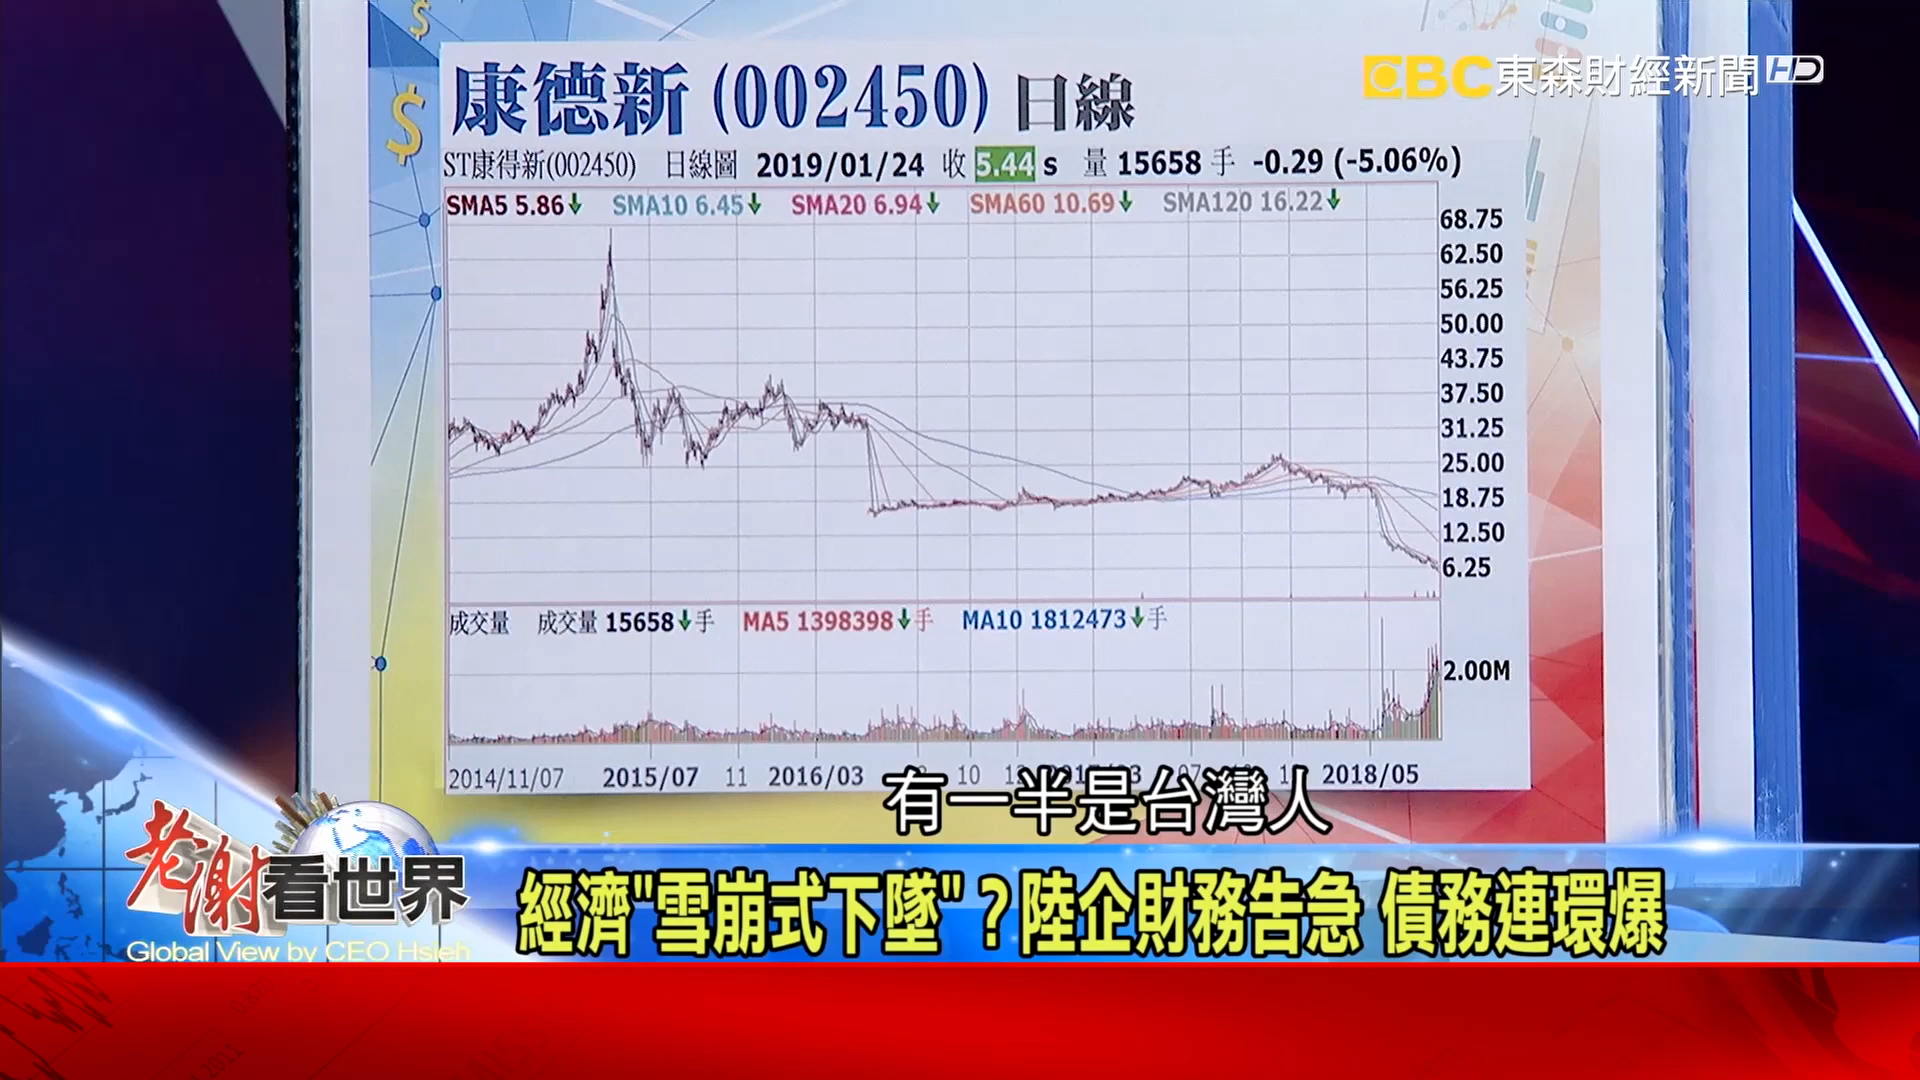 EBC東森財經新聞HD
康德新(002450)日線
ST康得新(002450) 日線圖 2019/01/24 收 5.44 s 量 15658 手 -0.29 (-5.06%)
SMA5 5.86↓ SMA10 6.45↓ SMA20 6.94↓ SMA60 10.69↓ SMA120 16.22↓
68.75
62.50
56.25
50.00
43.75
37.50
31.25
25.00
18.75
12.50
6.25
成交量 成交量 15658↓手 MA5 1398398↓手 MA10 1812473↓手
2.00M
2014/11/07 2015/07 11 2016/03 10 2018/05
有一半是台灣人
老謝看世界
Global View by CEO Hsieh
經濟"雪崩式下墜"？陸企財務告急 債務連環爆